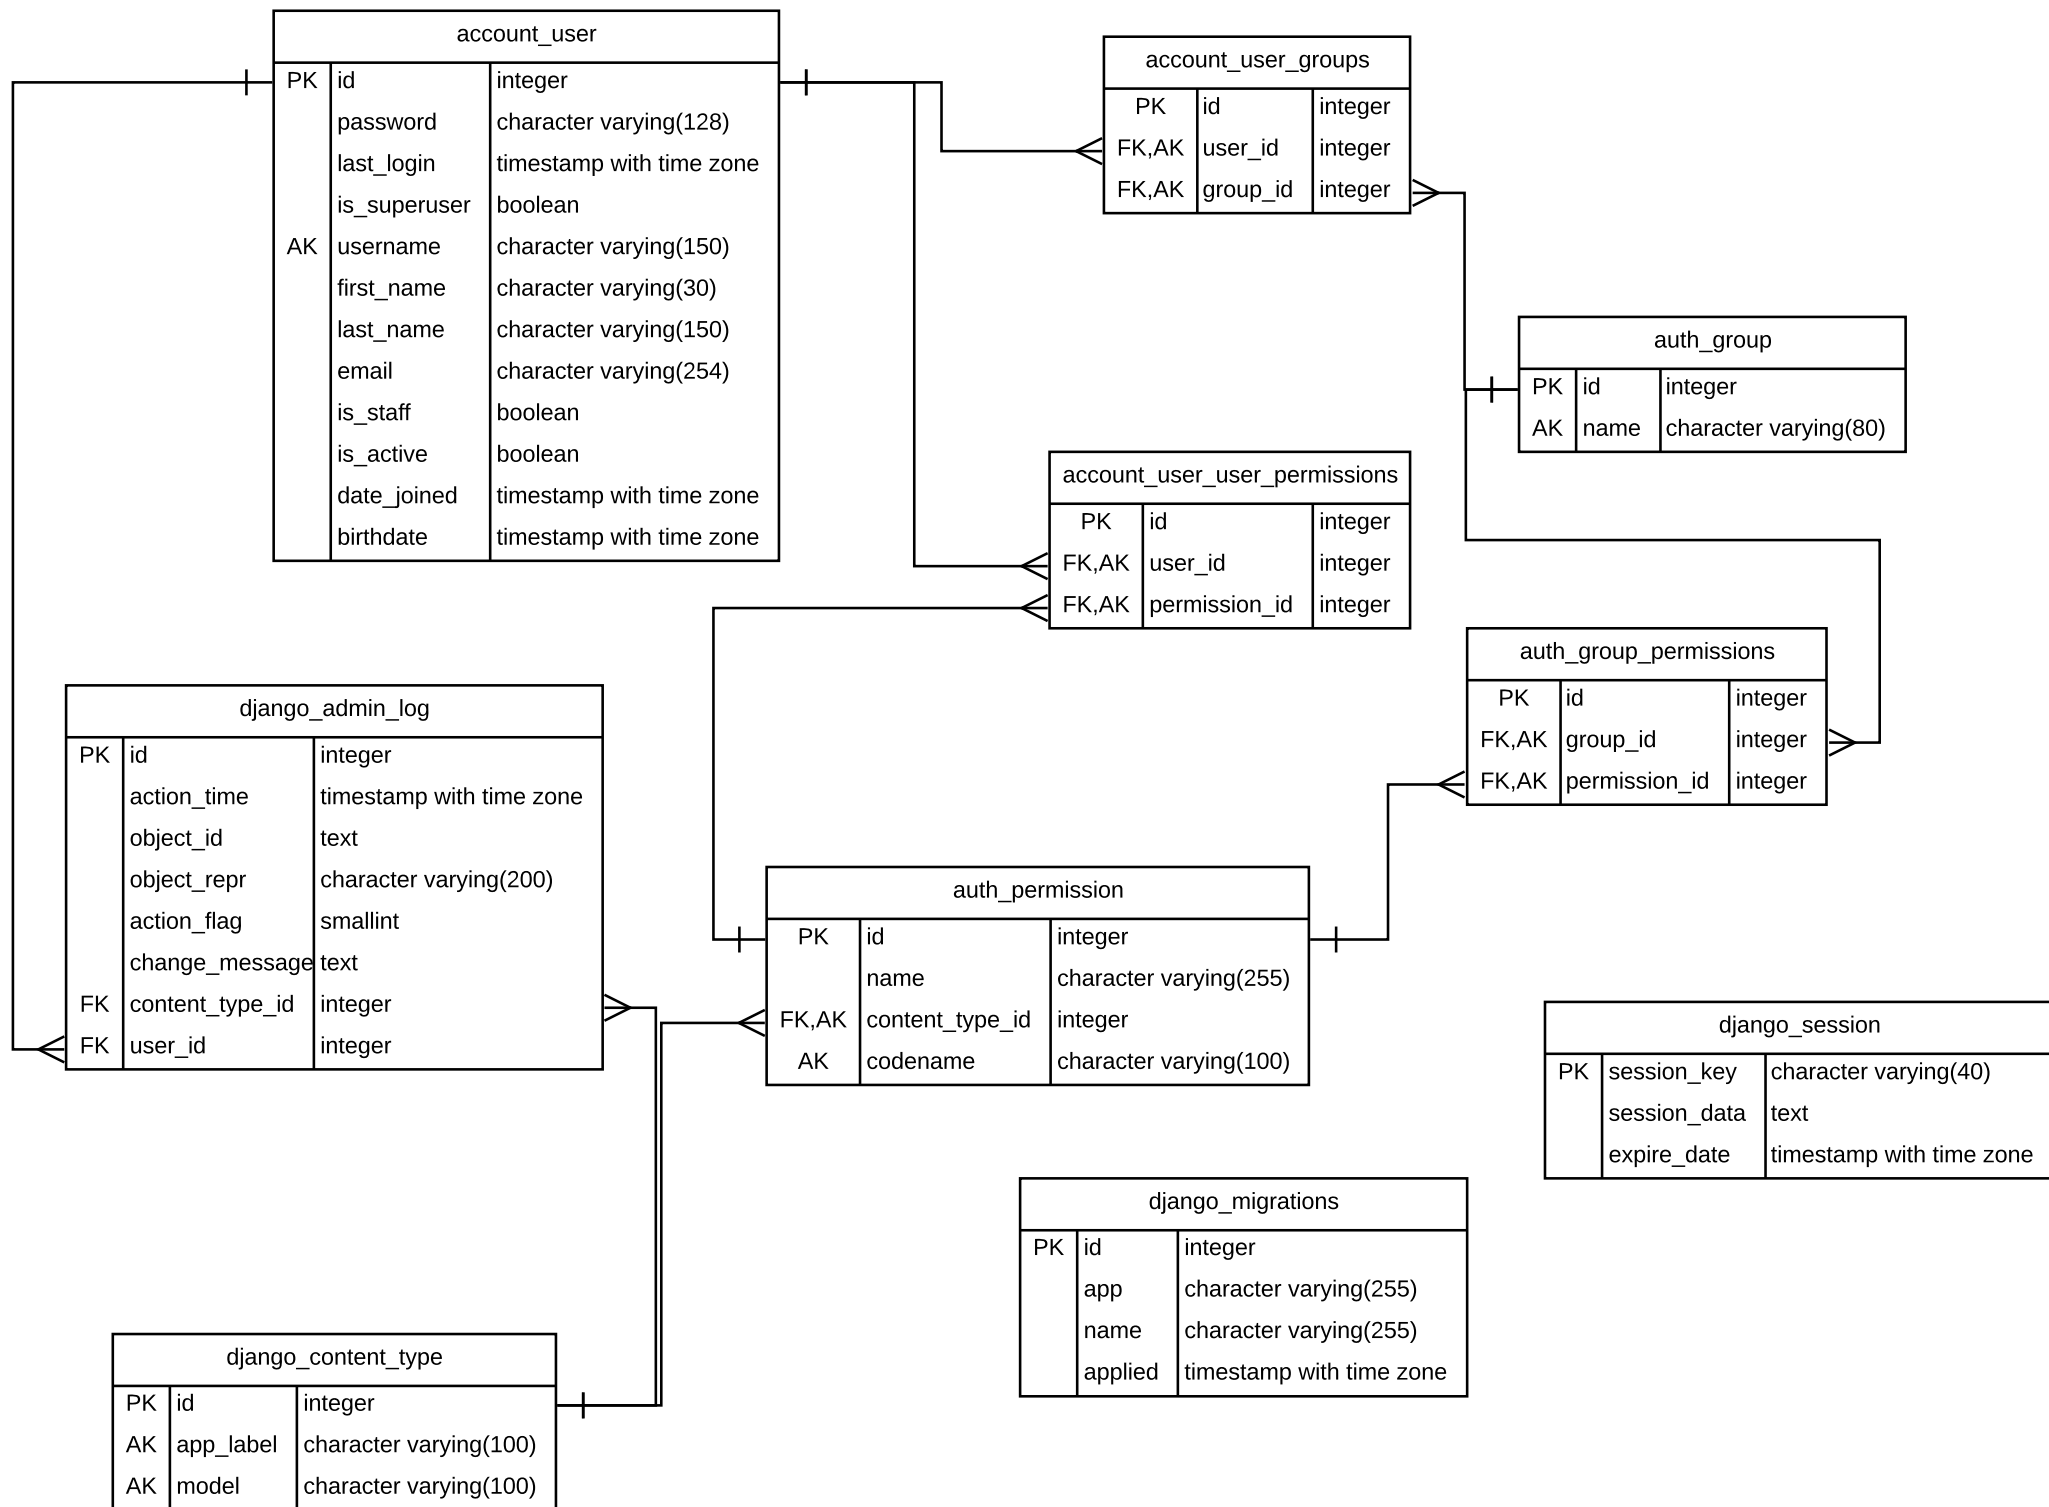 account_user
PK id integer
password character varying(128)
last_login timestamp with time zone
is_superuser boolean
AK username character varying(150)
first_name character varying(30)
last_name character varying(150)
email character varying(254)
is_staff boolean
is_active boolean
date_joined timestamp with time zone
birthdate timestamp with time zone
account_user_groups
PK id integer
FK,AK user_id integer
FK,AK group_id integer
auth_group
PK id integer
AK name character varying(80)
account_user_user_permissions
PK id integer
FK,AK user_id integer
FK,AK permission_id integer
auth_group_permissions
PK id integer
FK,AK group_id integer
FK,AK permission_id integer
django_admin_log
PK id integer
action_time timestamp with time zone
object_id text
object_repr character varying(200)
action_flag smallint
change_message text
FK content_type_id integer
FK user_id integer
auth_permission
PK id integer
name character varying(255)
FK,AK content_type_id integer
AK codename character varying(100)
django_session
PK session_key character varying(40)
session_data text
expire_date timestamp with time zone
django_migrations
PK id integer
app character varying(255)
name character varying(255)
applied timestamp with time zone
django_content_type
PK id integer
AK app_label character varying(100)
AK model character varying(100)